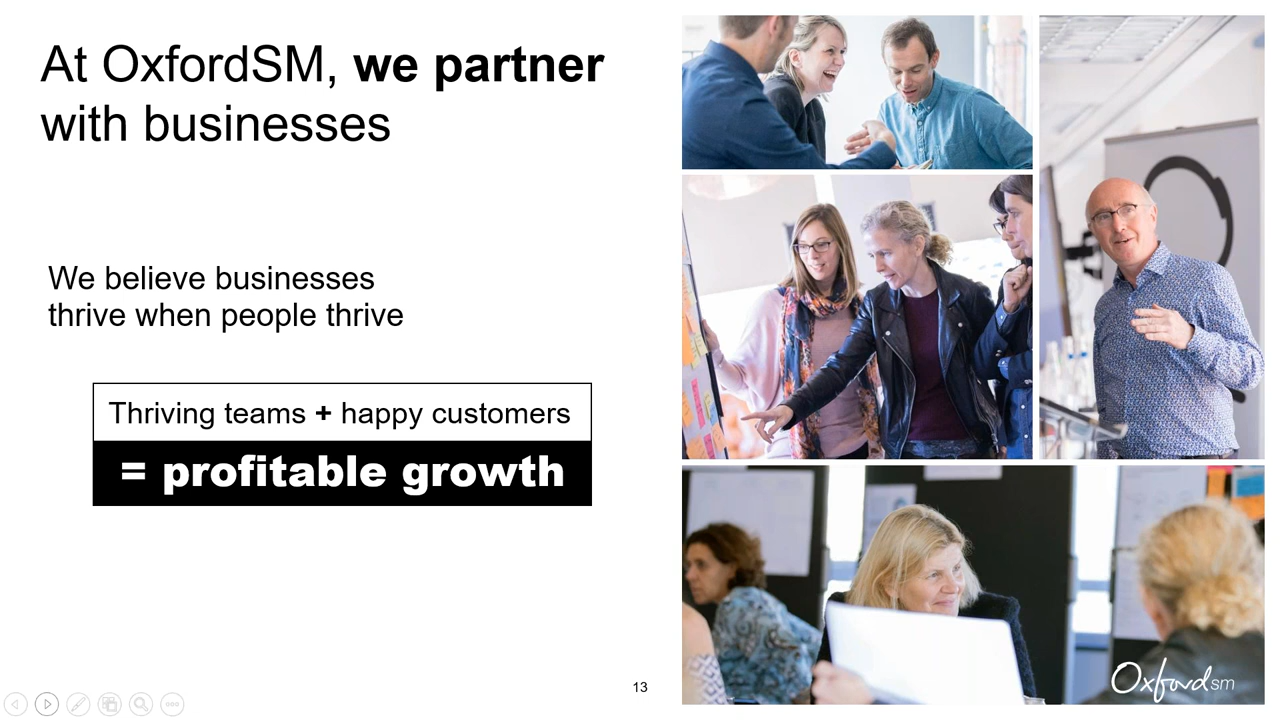 At OxfordSM, we partner
with businesses
We believe businesses
thrive when people thrive
Thriving teams + happy customers
= profitable growth
13
Oxfordsm